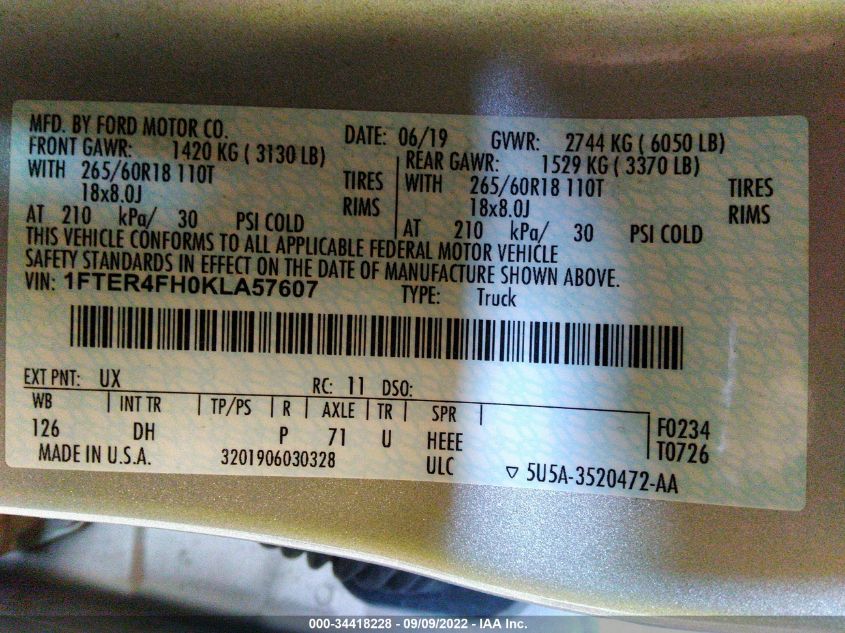 MFD. BY FORD MOTOR CO.
DATE: 06/19 GVWR: 2744 KG ( 6050 LB)
FRONT GAWR: 1420 KG ( 3130 LB)
WITH 265/60R18 110T TIRES
18x8.0J RIMS
AT 210 kPa/ 30 PSI COLD
REAR GAWR: 1529 KG ( 3370 LB)
WITH 265/60R18 110T TIRES
18x8.0J RIMS
AT 210 kPa/ 30 PSI COLD
THIS VEHICLE CONFORMS TO ALL APPLICABLE FEDERAL MOTOR VEHICLE
SAFETY STANDARDS IN EFFECT ON THE DATE OF MANUFACTURE SHOWN ABOVE.
VIN: 1FTER4FH0KLA57607 TYPE: Truck
EXT PNT: UX RC: 11 DSO:
WB INT TR TP/PS R AXLE TR SPR
126 DH P 71 U HEEE
F0234
T0726
MADE IN U.S.A. 3201906030328 ULC ▽ 5U5A-3520472-AA
000-34418228 - 09/09/2022 - IAA Inc.